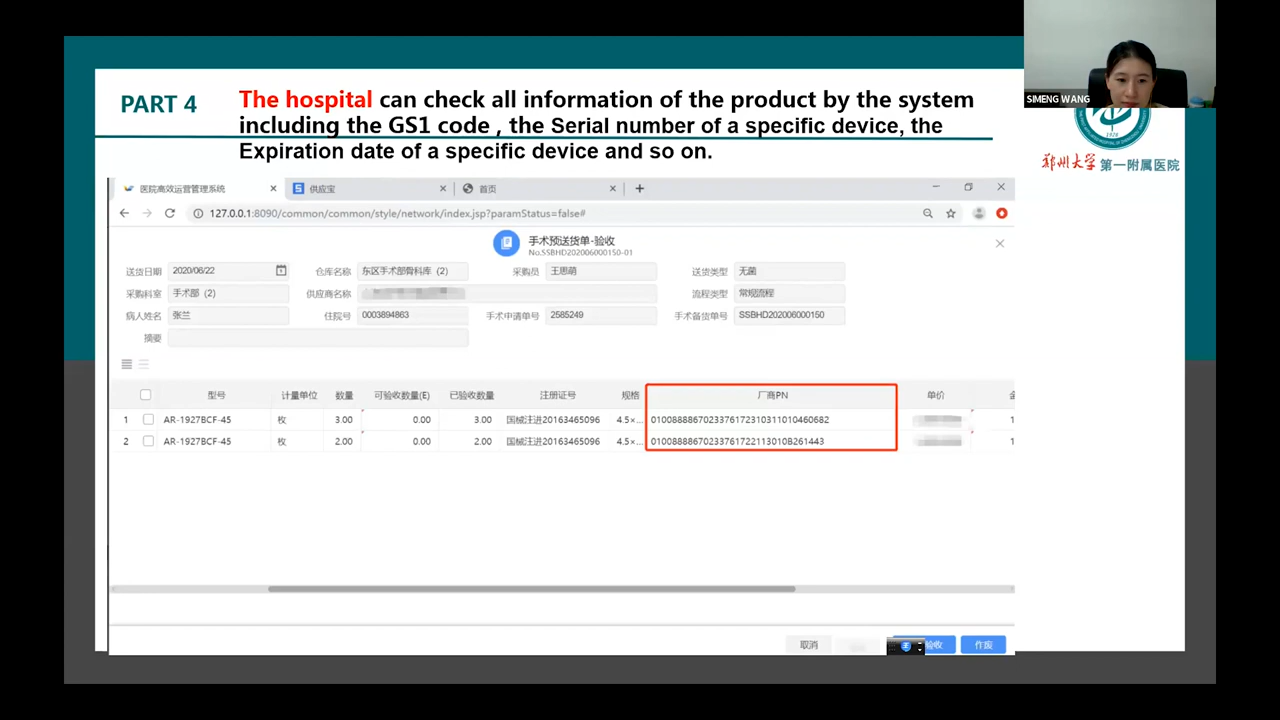 SIMENG WANG
PART 4
The hospital can check all information of the product by the system
including the GS1 code , the Serial number of a specific device, the
Expiration date of a specific device and so on.
郑州大学 第一附属医院
医院高效运营管理系统 供应宝 首页
127.0.0.1:8090/common/common/style/network/index.jsp?paramStatus=false#
手术预送货单-验收
No.SSBHD202006000150-01
送货日期 2020/06/22 仓库名称 东区手术部骨科库（2） 采购员 王思萌 送货类型 无菌
采购科室 手术部（2） 供应商名称 流程类型 常规流程
病人姓名 张兰 住院号 0003894863 手术申请单号 2585249 手术备货单号 SSBHD202006000150
摘要
型号 计量单位 数量 可验收数量(E) 已验收数量 注册证号 规格 厂商PN 单价
1 AR-1927BCF-45 枚 3.00 0.00 3.00 国械注进20163465096 4.5×... 0100888867023376172310311010460682 1
2 AR-1927BCF-45 枚 2.00 0.00 2.00 国械注进20163465096 4.5×... 01008888670233761722113010B261443 1
取消 验收 作废